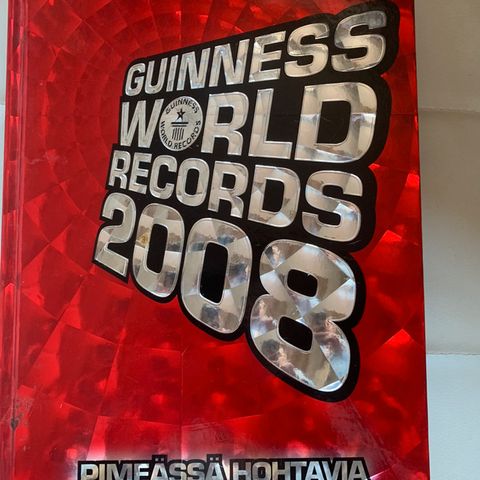 GUINNESS
WORLD
GUINNESS
WORLD RECORDS
RECORDS
2008
PIMEÄSSÄ HOHTAVIA